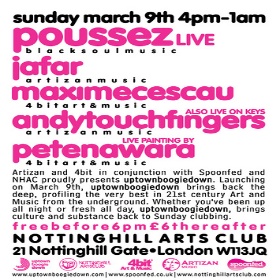 sunday march 9th 4pm-1am
poussez LIVE
blacksoulmusic
jafar
artizanmusic
maximecescau
4bitart&music
ALSO LIVE ON KEYS
andytouchfingers
artizanmusic
LIVE PAINTING BY
petenawara
4bitart&music
Artizan and 4bit in conjunction with Spoonfed and
NHAC proudly presents uptownboogiedown. Launching
on March 9th, uptownboogiedown brings back the
deep, profiling the very best in 21st century Art and
Music from the underground. Whether you've been up
all night or fresh all day, uptownboogiedown, brings
culture and substance back to Sunday clubbing.
freebefore6pm£6thereafter
NOTTINGHILL ARTS CLUB
21 Nottinghill Gate•London W113JQ
ARTIZAN
4bit
Art & Music
www.uptownboogiedown.com|www.spoonfed.co.uk|www.nottinghillartsclub.com